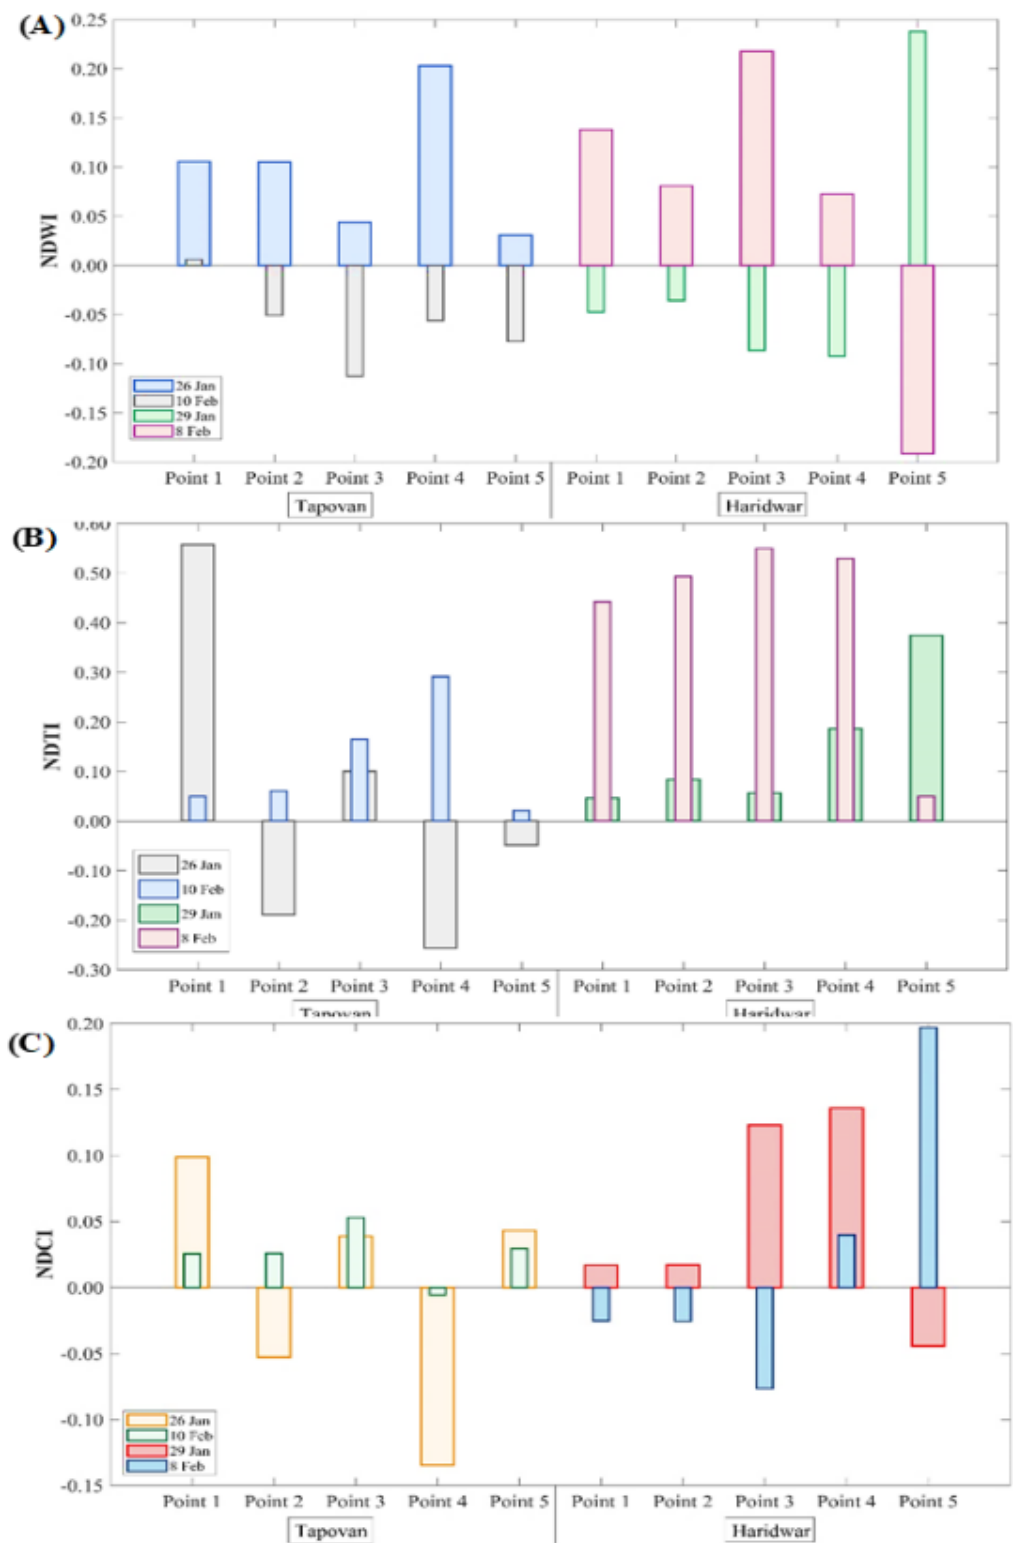 (A)
0.25
0.20
0.15
0.10
0.05
0.00
-0.05
-0.10
-0.15
-0.20
NDWI
26 Jan
10 Feb
29 Jan
8 Feb
Point 1 Point 2 Point 3 Point 4 Point 5 Point 1 Point 2 Point 3 Point 4 Point 5
Tapovan Haridwar
(B)
0.60
0.50
0.40
0.30
0.20
0.10
0.00
-0.10
-0.20
-0.30
NDTI
26 Jan
10 Feb
29 Jan
8 Feb
Point 1 Point 2 Point 3 Point 4 Point 5 Point 1 Point 2 Point 3 Point 4 Point 5
Tapovan Haridwar
(C)
0.20
0.15
0.10
0.05
0.00
-0.05
-0.10
-0.15
NDCI
26 Jan
10 Feb
29 Jan
8 Feb
Point 1 Point 2 Point 3 Point 4 Point 5 Point 1 Point 2 Point 3 Point 4 Point 5
Tapovan Haridwar